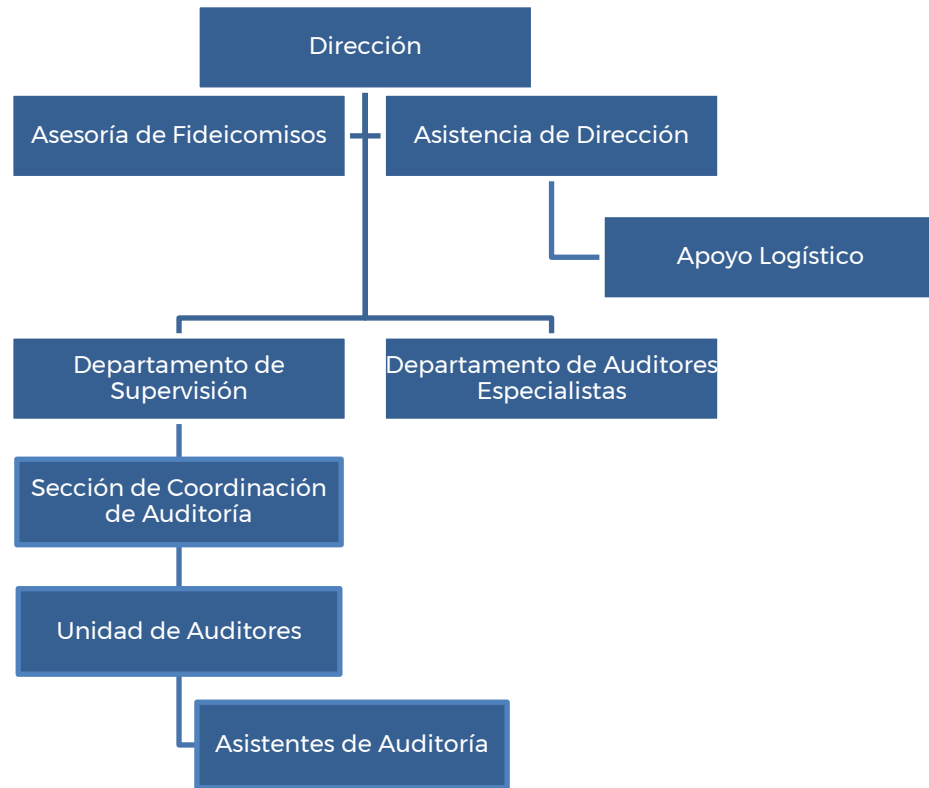 Dirección
Asesoría de Fideicomisos
Asistencia de Dirección
Apoyo Logístico
Departamento de
Supervisión
Departamento de Auditores
Especialistas
Sección de Coordinación
de Auditoría
Unidad de Auditores
Asistentes de Auditoría